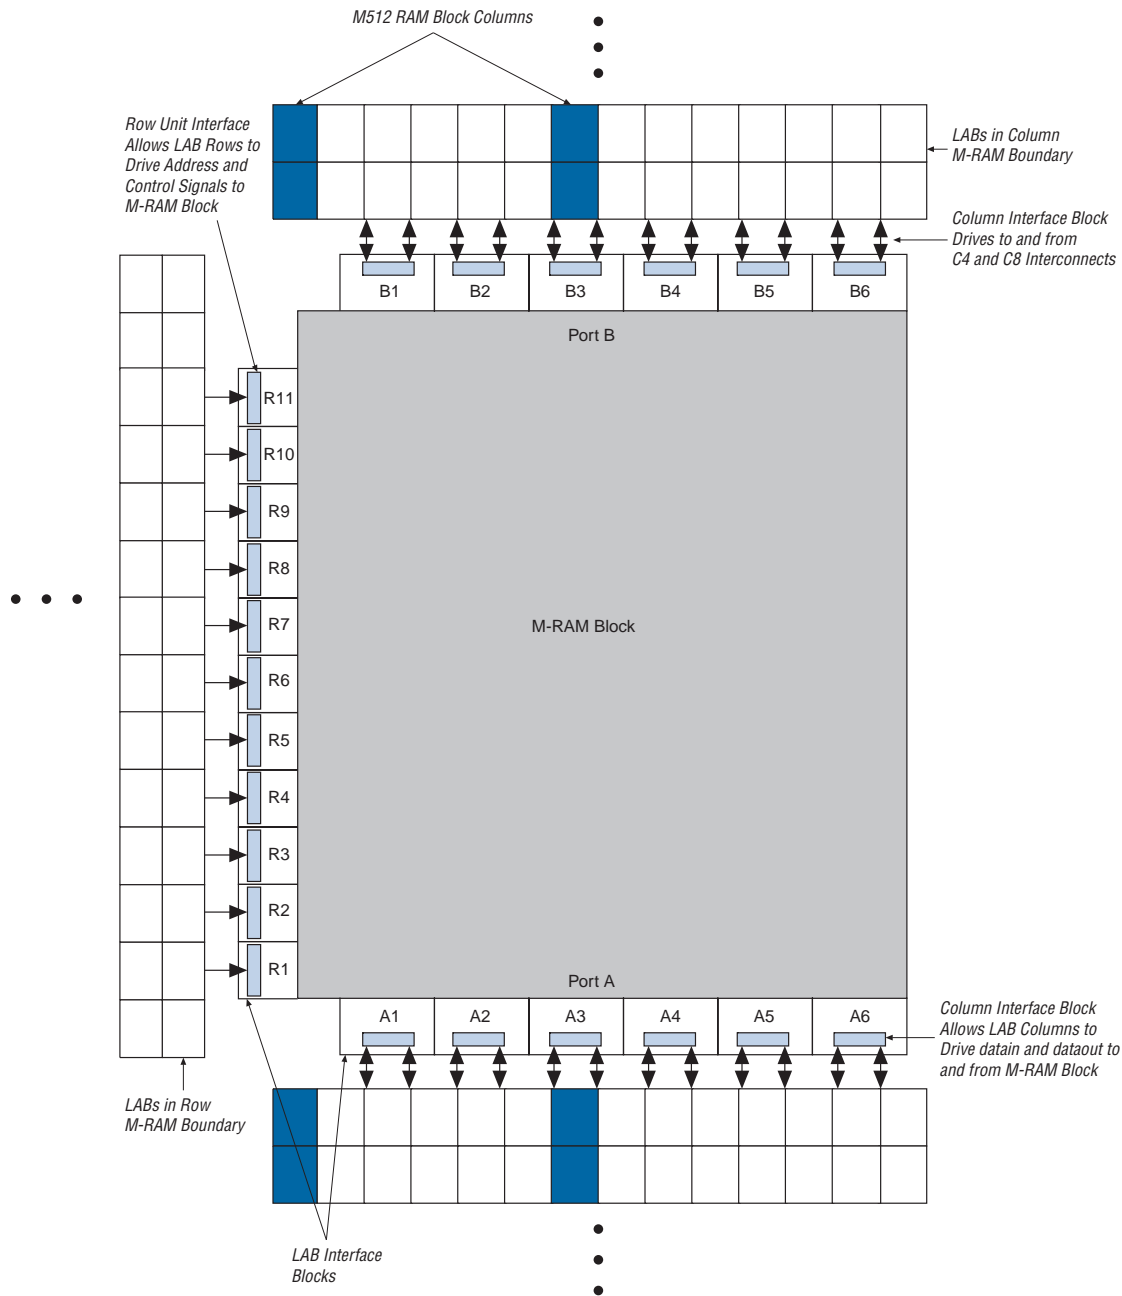 M512 RAM Block Columns
Row Unit Interface
Allows LAB Rows to
Drive Address and
Control Signals to
M-RAM Block
LABs in Column
M-RAM Boundary
Column Interface Block
Drives to and from
C4 and C8 Interconnects
B1
B2
B3
B4
B5
B6
Port B
R11
R10
R9
R8
R7
M-RAM Block
R6
R5
R4
R3
R2
R1
Port A
A1
A2
A3
A4
A5
A6
Column Interface Block
Allows LAB Columns to
Drive datain and dataout to
and from M-RAM Block
LABs in Row
M-RAM Boundary
LAB Interface
Blocks